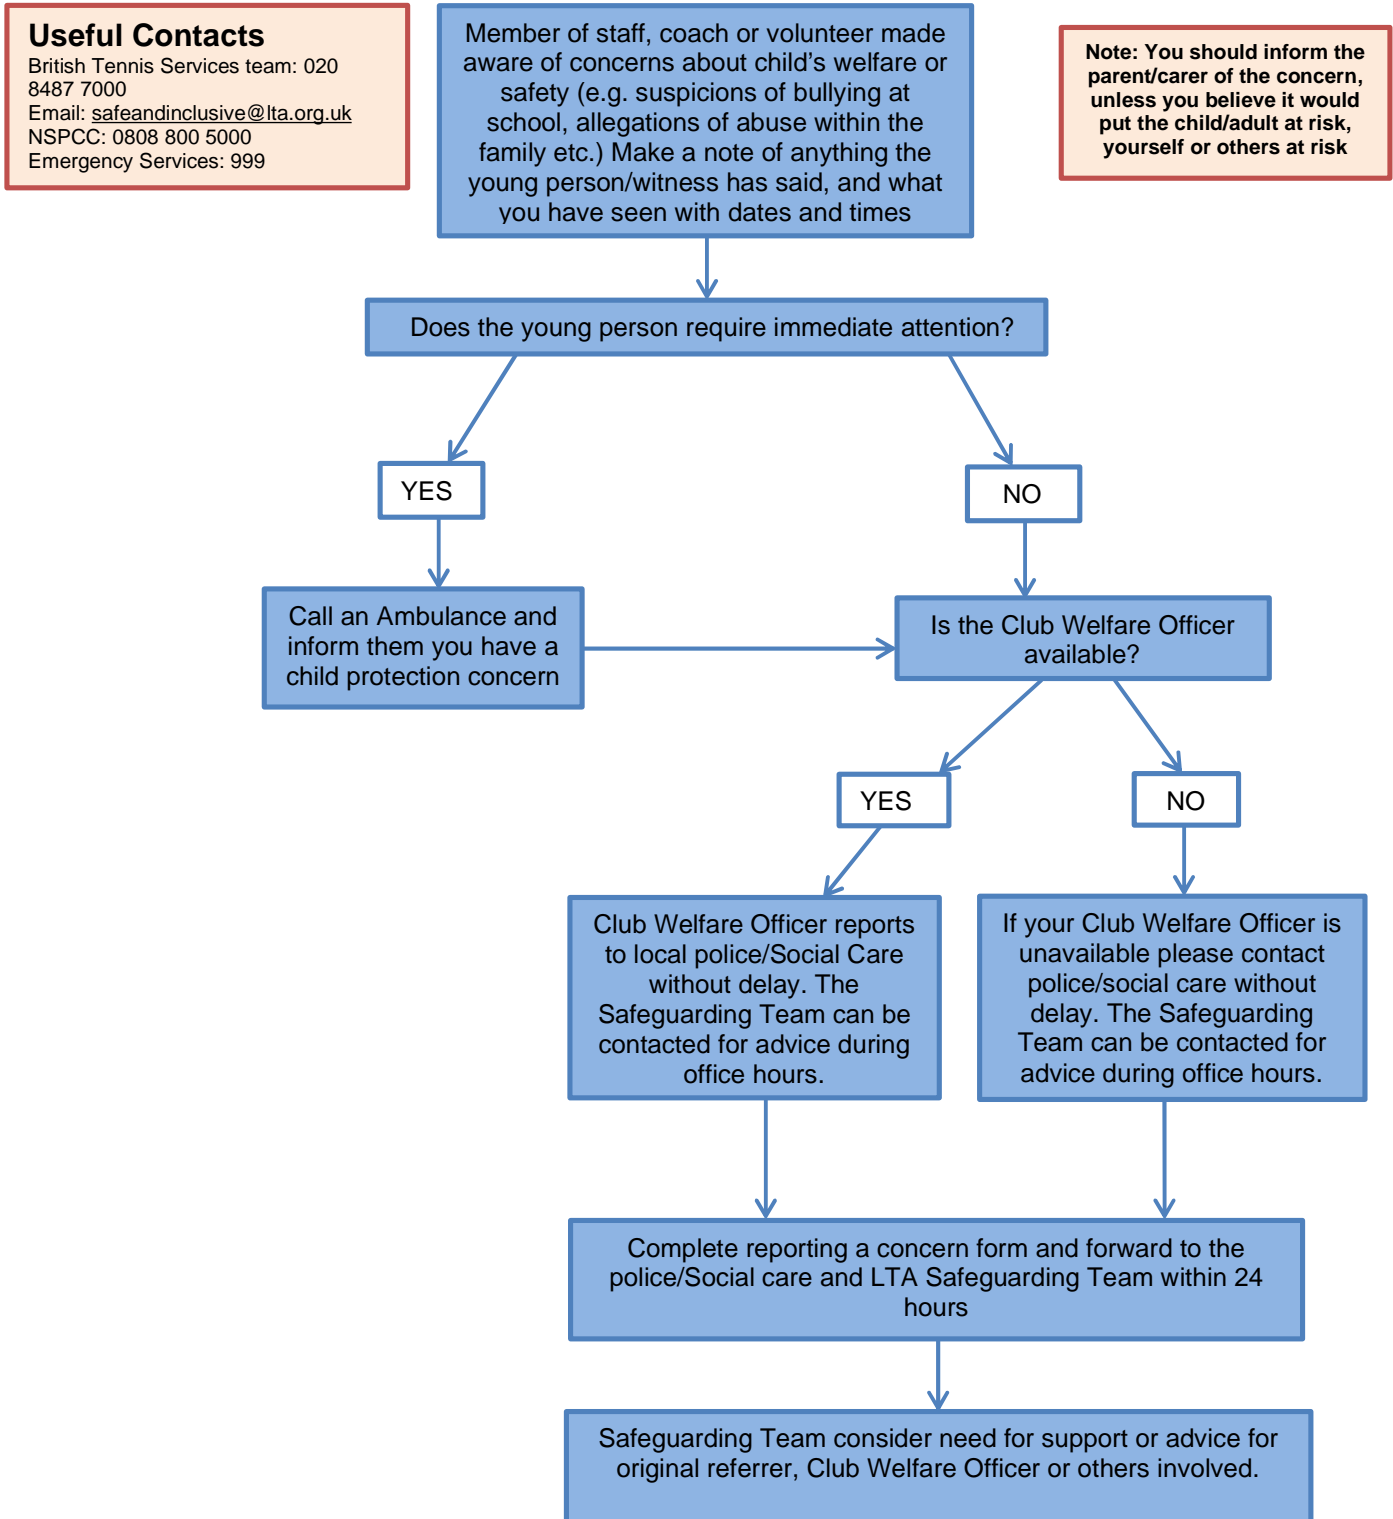 Useful Contacts
British Tennis Services team: 020
8487 7000
Email: safeandinclusive@lta.org.uk
NSPCC: 0808 800 5000
Emergency Services: 999
Member of staff, coach or volunteer made
aware of concerns about child's welfare or
safety (e.g. suspicions of bullying at
school, allegations of abuse within the
family etc.) Make a note of anything the
young person/witness has said, and what
you have seen with dates and times
Note: You should inform the
parent/carer of the concern,
unless you believe it would
put the child/adult at risk,
yourself or others at risk
Does the young person require immediate attention?
YES
NO
Call an Ambulance and
inform them you have a
child protection concern
Is the Club Welfare Officer
available?
YES
NO
Club Welfare Officer reports
to local police/Social Care
without delay. The
Safeguarding Team can be
contacted for advice during
office hours.
If your Club Welfare Officer is
unavailable please contact
police/social care without
delay. The Safeguarding
Team can be contacted for
advice during office hours.
Complete reporting a concern form and forward to the
police/Social care and LTA Safeguarding Team within 24
hours
Safeguarding Team consider need for support or advice for
original referrer, Club Welfare Officer or others involved.